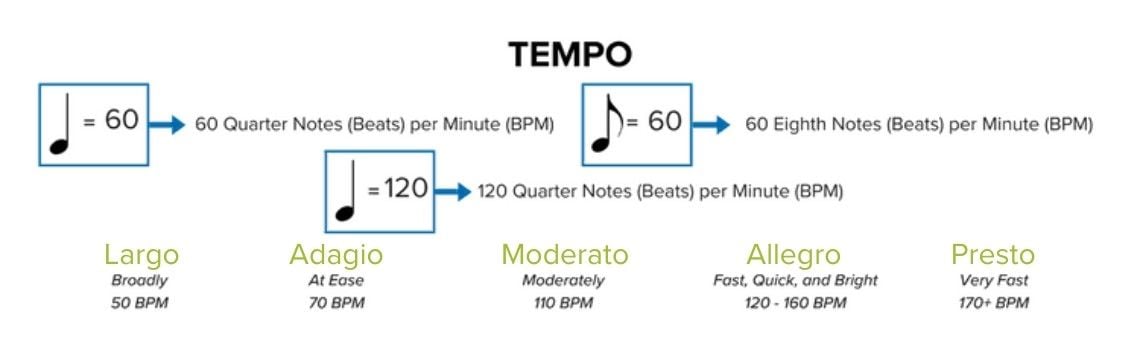 TEMPO
= 60
60 Quarter Notes (Beats) per Minute (BPM)
= 60
60 Eighth Notes (Beats) per Minute (BPM)
=120
120 Quarter Notes (Beats) per Minute (BPM)
Largo
Broadly
50 BPM
Adagio
At Ease
70 BPM
Moderato
Moderately
110 BPM
Allegro
Fast, Quick, and Bright
120 - 160 BPM
Presto
Very Fast
170+ BPM